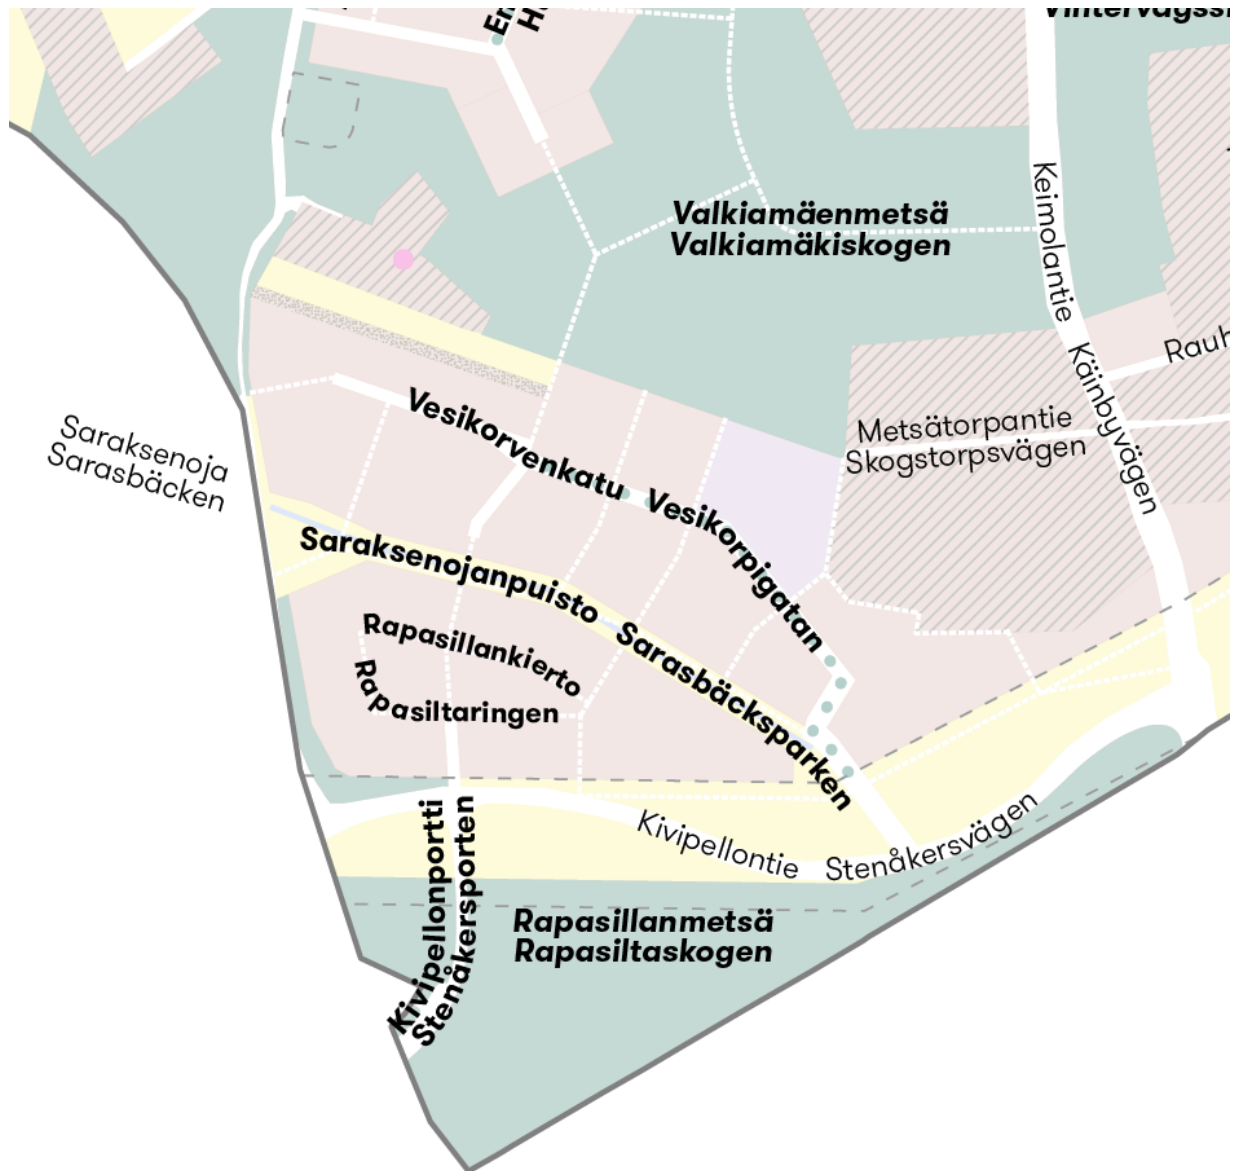 Valkiamäenmetsä
Valkiamäkiskogen
Keimolantie
Käinbyvägen
Metsätorpantie
Skogstorpsvägen
Saraksenoja
Sarasbäcken
Vesikorvenkatu
Vesikorpigatan
Saraksenojanpuisto
Sarasbäcksparken
Rapasillankierto
Rapasiltaringen
Kivipellontie
Stenåkersvägen
Kivipellonportti
Stenåkersporten
Rapasillanmetsä
Rapasiltaskogen